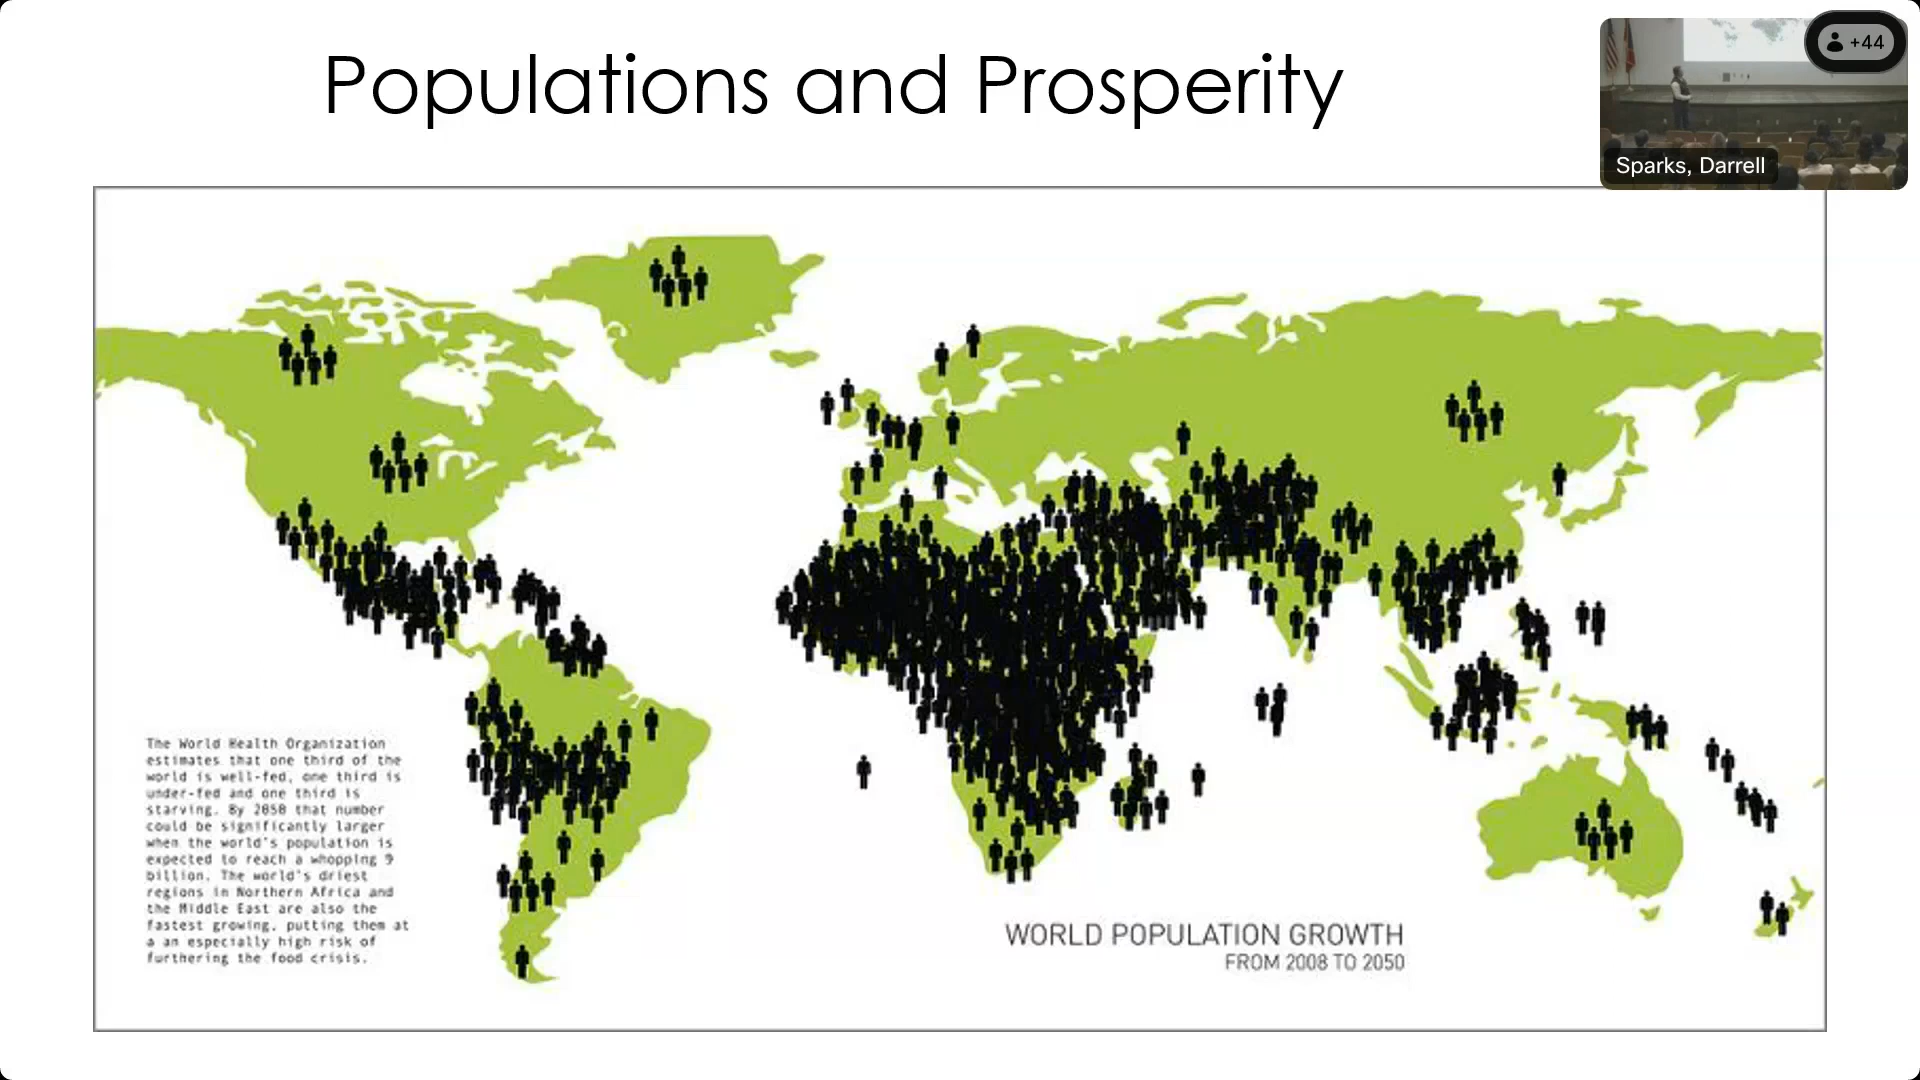 Populations and Prosperity
+44
Sparks, Darrell
The World Health Organization
estimates that one third of the
world is well-fed, one third is
under-fed and one third is
starving. By 2050 that number
could be significantly larger
when the world's population is
expected to reach a whopping 9
billion. The world's driest
regions in Northern Africa and
the Middle East are also the
fastest growing, putting them at
a an especially high risk of
furthering the food crisis.
WORLD POPULATION GROWTH
FROM 2008 TO 2050